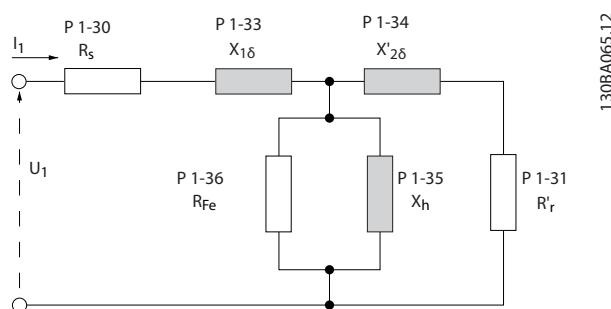 P 1-30
P 1-33
P 1-34
I1
Rs
X1δ
X'2δ
U1
P 1-36
RFe
P 1-35
Xh
P 1-31
R'r
130BA065.12